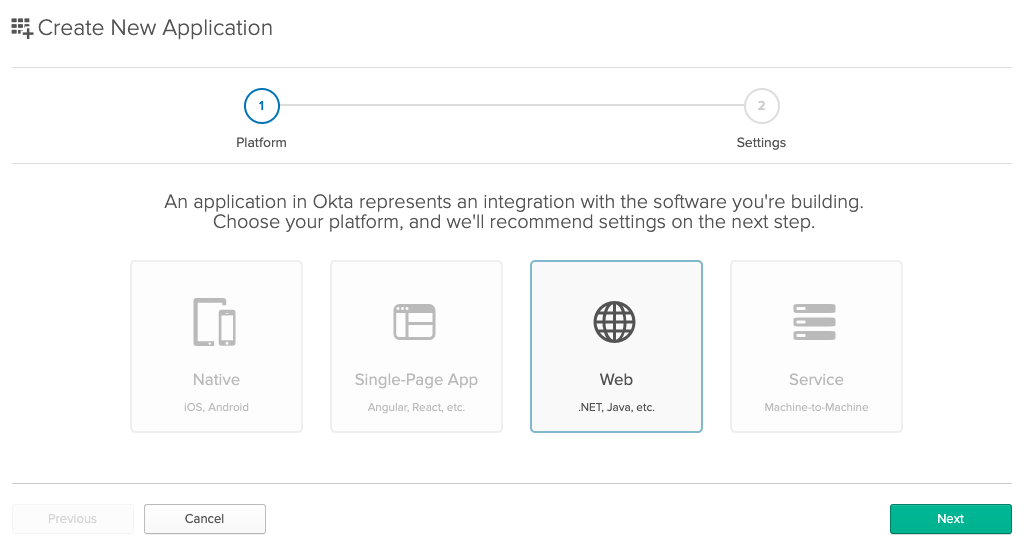 Create New Application
1
2
Platform
Settings
An application in Okta represents an integration with the software you're building.
Choose your platform, and we'll recommend settings on the next step.
Native
iOS, Android
Single-Page App
Angular, React, etc.
Web
.NET, Java, etc.
Service
Machine-to-Machine
Previous
Cancel
Next